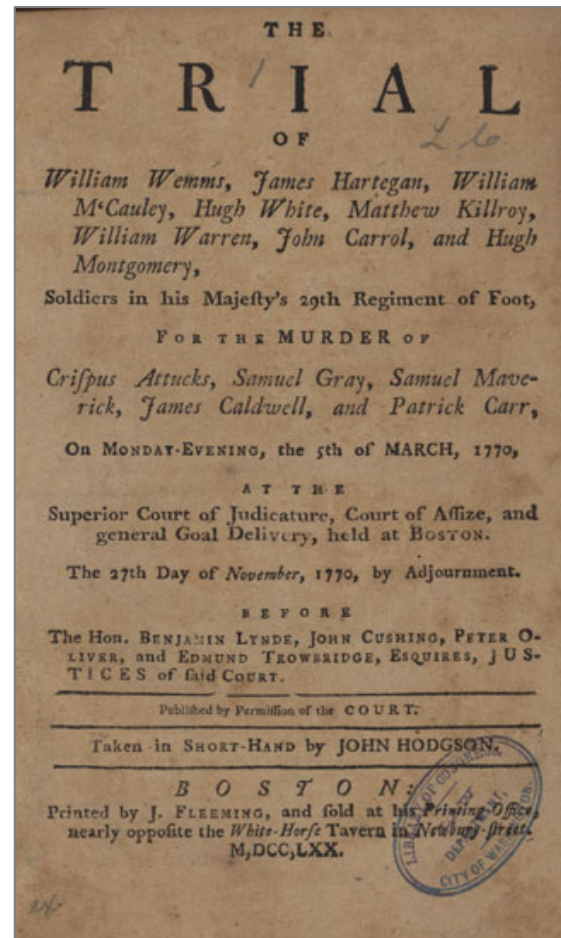 THE
TRIAL
OF
William Wemms, James Hartegan, William
M‘Cauley, Hugh White, Matthew Killroy,
William Warren, John Carrol, and Hugh
Montgomery,
Soldiers in his Majeſty's 29th Regiment of Foot,
FOR THE MURDER OF
Criſpus Attucks, Samuel Gray, Samuel Mave-
rick, James Caldwell, and Patrick Carr,
On MONDAY-EVENING, the 5th of MARCH, 1770,
AT THE
Superior Court of Judicature, Court of Aſſize, and
general Goal Delivery, held at BOSTON.
The 27th Day of November, 1770, by Adjournment.
BEFORE
The Hon. BENJAMIN LYNDE, JOHN CUSHING, PETER O-
LIVER, and EDMUND TROWBRIDGE, ESQUIRES, JUS-
TICES of ſaid COURT.
Publiſhed by Permiſſion of the COURT.
Taken in SHORT-HAND by JOHN HODGSON.
BOSTON:
Printed by J. FLEEMING, and ſold at his Printing-Office,
nearly oppoſite the White-Horſe Tavern in Newbury-ſtreet.
M,DCC,LXX.
LIBRARY OF CONGRESS,
CITY OF WASHINGTON.